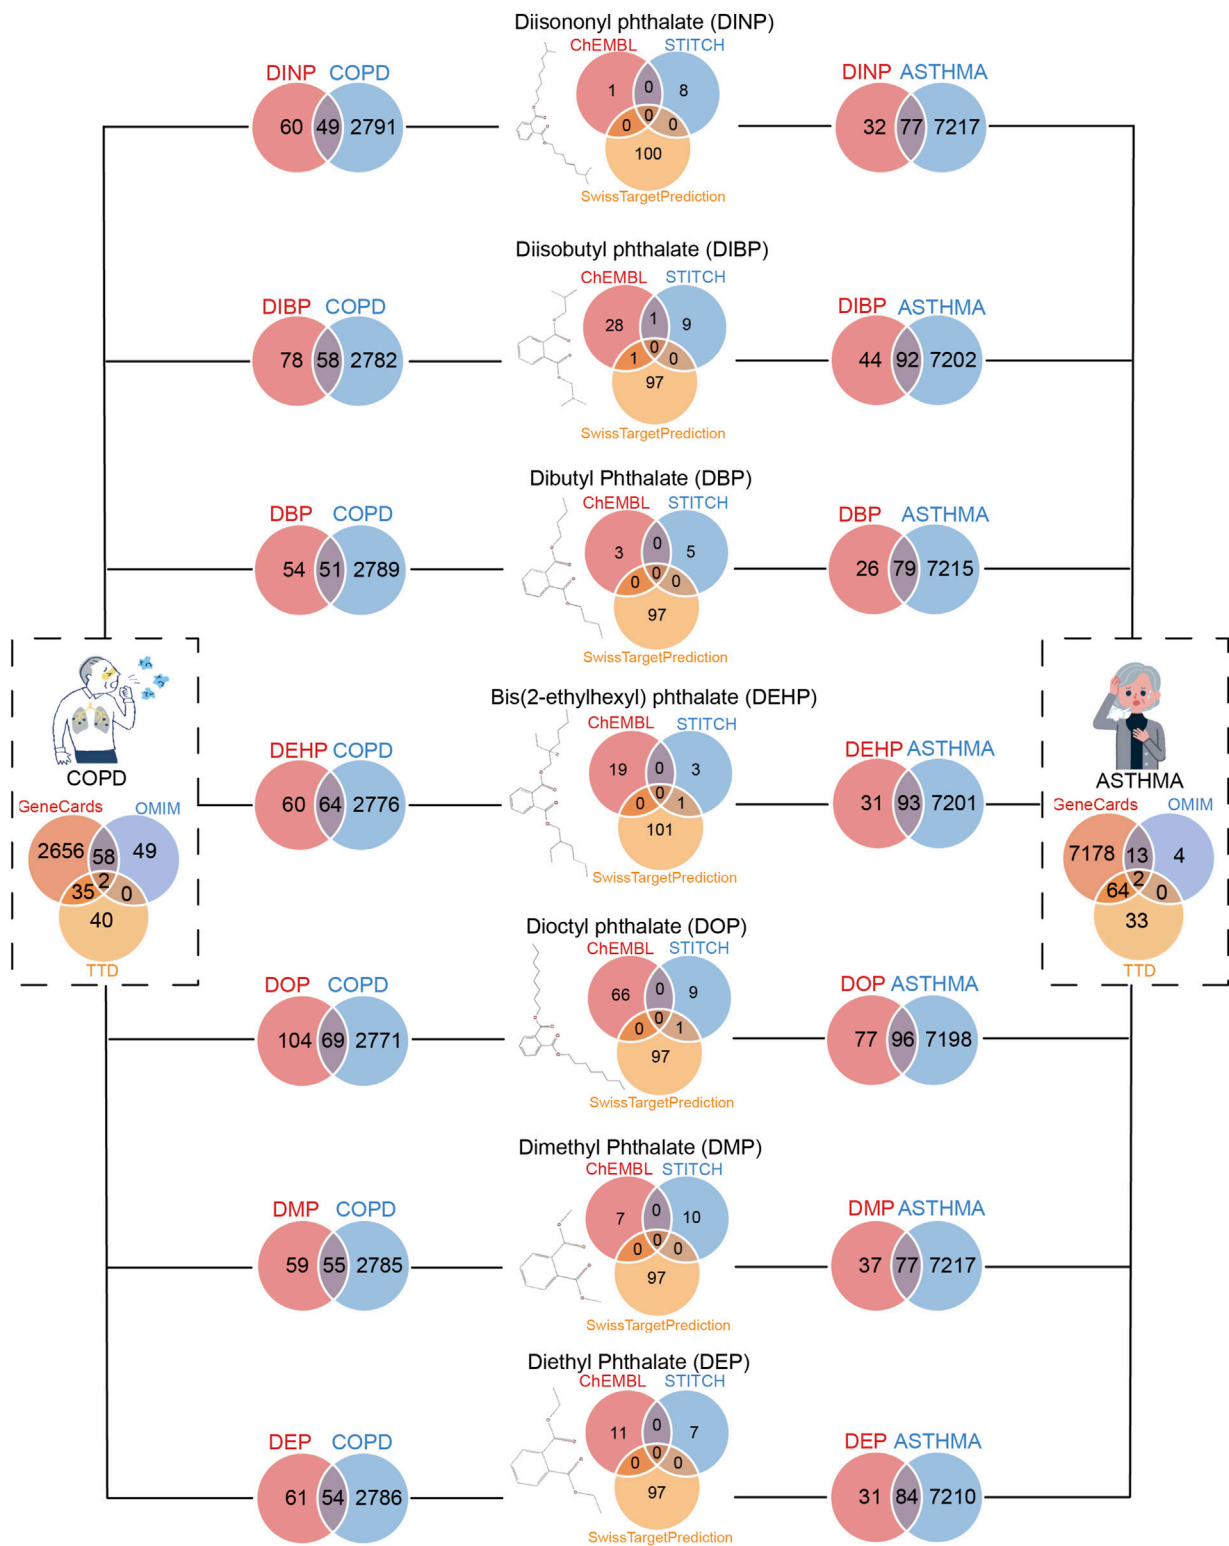 Diisononyl phthalate (DINP)
ChEMBL STITCH
DINP COPD
DINP ASTHMA
1 0 8
60 49 2791
0 0 0
32 77 7217
100
SwissTargetPrediction
Diisobutyl phthalate (DIBP)
ChEMBL STITCH
DIBP COPD
DIBP ASTHMA
28 1 9
78 58 2782
1 0 0
44 92 7202
97
SwissTargetPrediction
Dibutyl Phthalate (DBP)
ChEMBL STITCH
DBP COPD
DBP ASTHMA
3 0 5
54 51 2789
0 0 0
26 79 7215
97
SwissTargetPrediction
Bis(2-ethylhexyl) phthalate (DEHP)
ChEMBL STITCH
DEHP COPD
DEHP ASTHMA
19 0 3
60 64 2776
0 0 1
31 93 7201
101
SwissTargetPrediction
COPD
GeneCards OMIM
2656 58 49
35 2 0
40
TTD
ASTHMA
GeneCards OMIM
7178 13 4
64 2 0
33
TTD
Dioctyl phthalate (DOP)
ChEMBL STITCH
DOP COPD
DOP ASTHMA
66 0 9
104 69 2771
0 0 1
77 96 7198
97
SwissTargetPrediction
Dimethyl Phthalate (DMP)
ChEMBL STITCH
DMP COPD
DMP ASTHMA
7 0 10
59 55 2785
0 0 0
37 77 7217
97
SwissTargetPrediction
Diethyl Phthalate (DEP)
ChEMBL STITCH
DEP COPD
DEP ASTHMA
11 0 7
61 54 2786
0 0 0
31 84 7210
97
SwissTargetPrediction